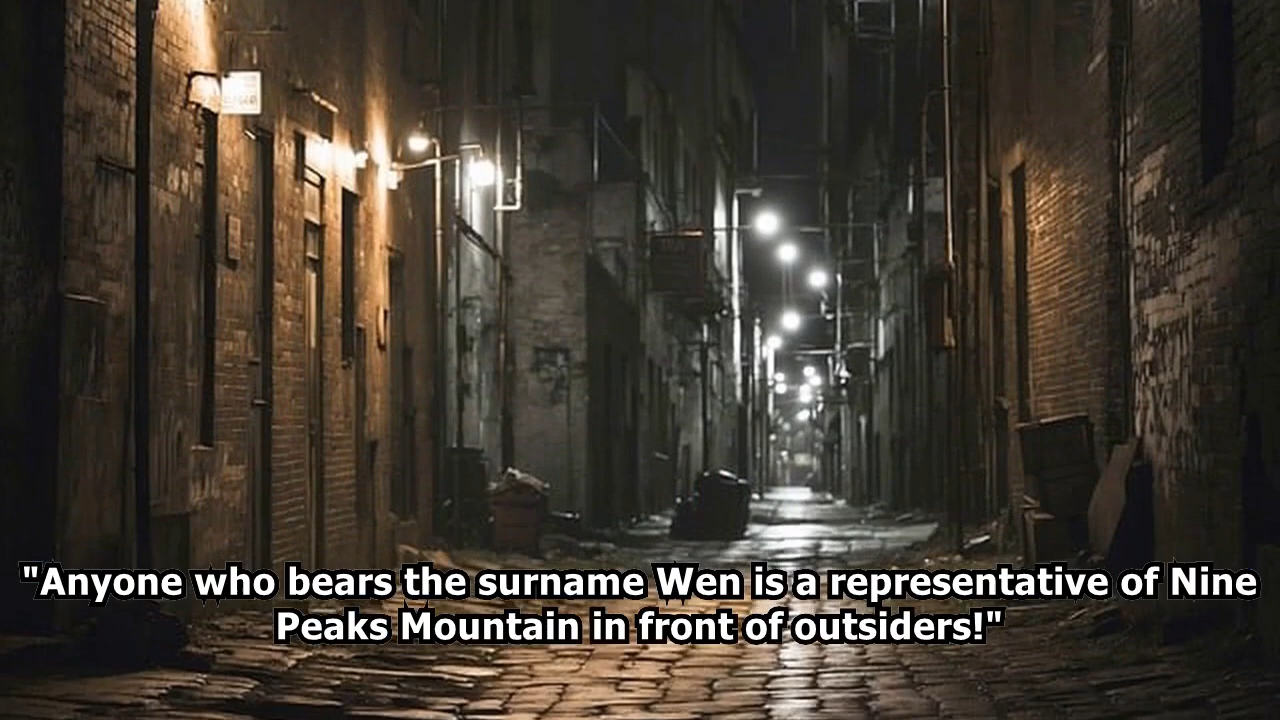 "Anyone who bears the surname Wen is a representative of Nine
Peaks Mountain in front of outsiders!"